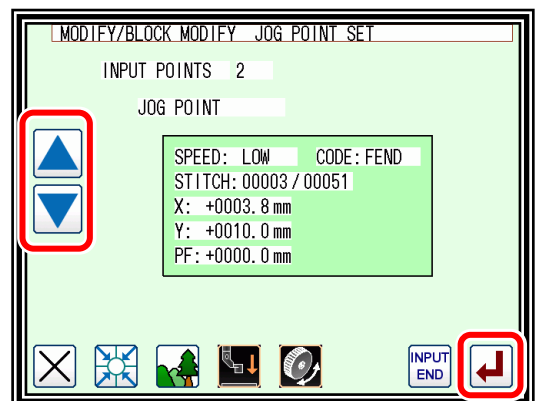 MODIFY/BLOCK MODIFY JOG POINT SET
INPUT POINTS 2
JOG POINT
SPEED: LOW CODE:FEND
STITCH:00003/00051
X: +0003.8mm
Y: +0010.0mm
PF:+0000.0mm
INPUT
END